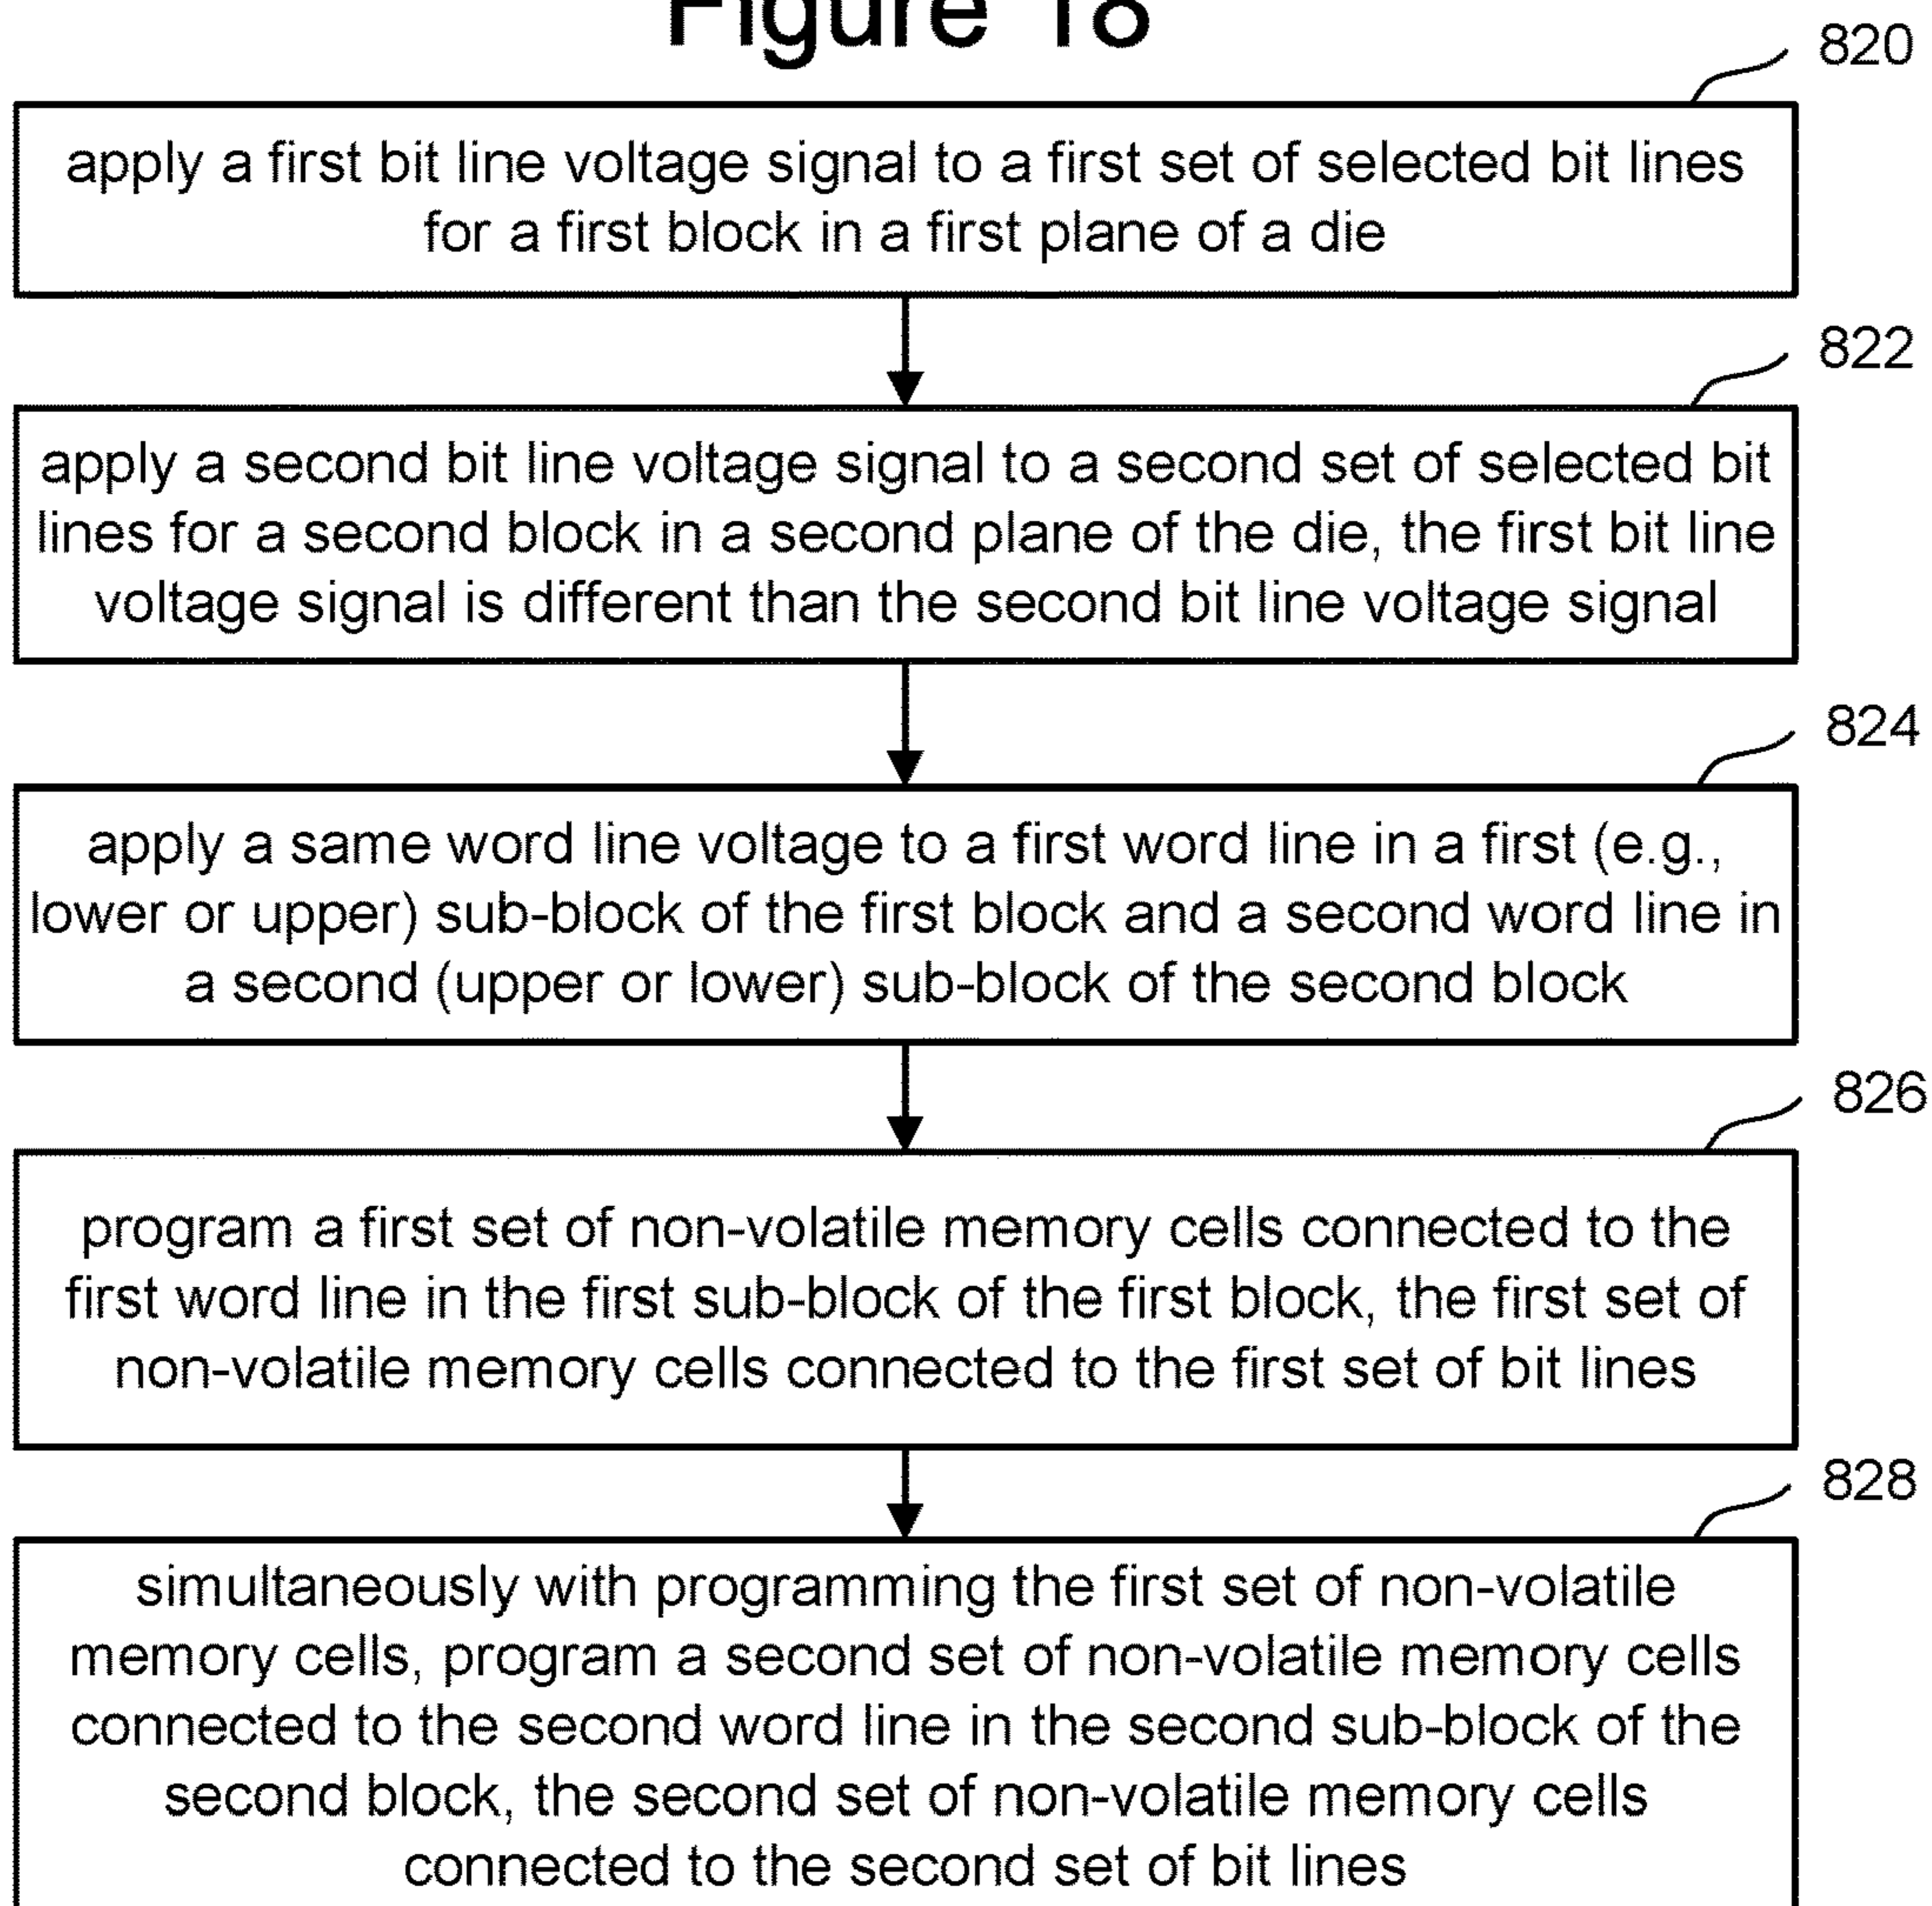 Figure 18
820
apply a first bit line voltage signal to a first set of selected bit lines
for a first block in a first plane of a die
822
apply a second bit line voltage signal to a second set of selected bit
lines for a second block in a second plane of the die, the first bit line
voltage signal is different than the second bit line voltage signal
824
apply a same word line voltage to a first word line in a first (e.g.,
lower or upper) sub-block of the first block and a second word line in
a second (upper or lower) sub-block of the second block
826
program a first set of non-volatile memory cells connected to the
first word line in the first sub-block of the first block, the first set of
non-volatile memory cells connected to the first set of bit lines
828
simultaneously with programming the first set of non-volatile
memory cells, program a second set of non-volatile memory cells
connected to the second word line in the second sub-block of the
second block, the second set of non-volatile memory cells
connected to the second set of bit lines